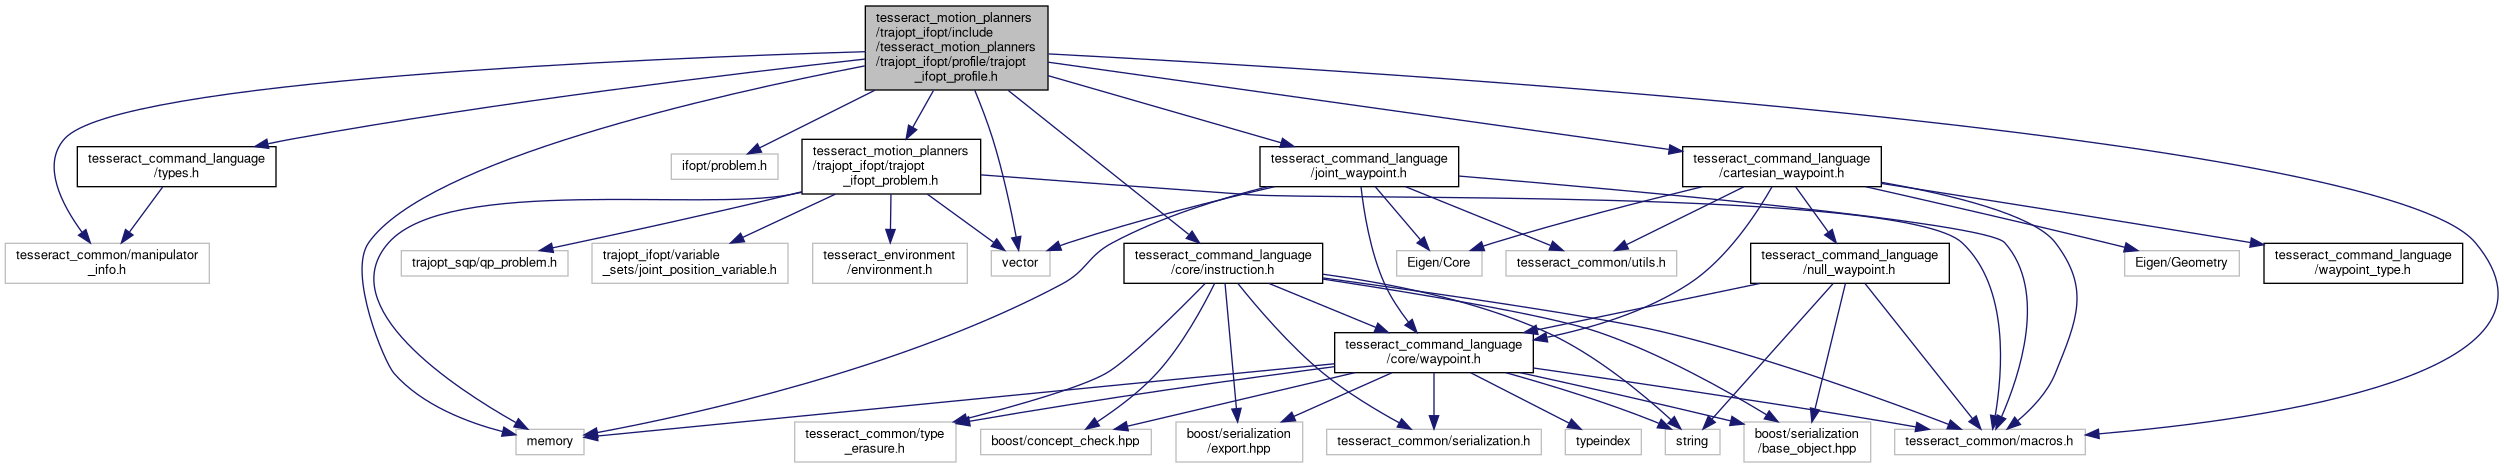 tesseract_motion_planners
/trajopt_ifopt/include
/tesseract_motion_planners
/trajopt_ifopt/profile/trajopt
_ifopt_profile.h
tesseract_command_language
/types.h
ifopt/problem.h
tesseract_motion_planners
/trajopt_ifopt/trajopt
_ifopt_problem.h
tesseract_command_language
/joint_waypoint.h
tesseract_command_language
/cartesian_waypoint.h
tesseract_common/manipulator
_info.h
trajopt_sqp/qp_problem.h
trajopt_ifopt/variable
_sets/joint_position_variable.h
tesseract_environment
/environment.h
vector
tesseract_command_language
/core/instruction.h
Eigen/Core
tesseract_common/utils.h
tesseract_command_language
/null_waypoint.h
Eigen/Geometry
tesseract_command_language
/waypoint_type.h
tesseract_command_language
/core/waypoint.h
memory
tesseract_common/type
_erasure.h
boost/concept_check.hpp
boost/serialization
/export.hpp
tesseract_common/serialization.h
typeindex
string
boost/serialization
/base_object.hpp
tesseract_common/macros.h